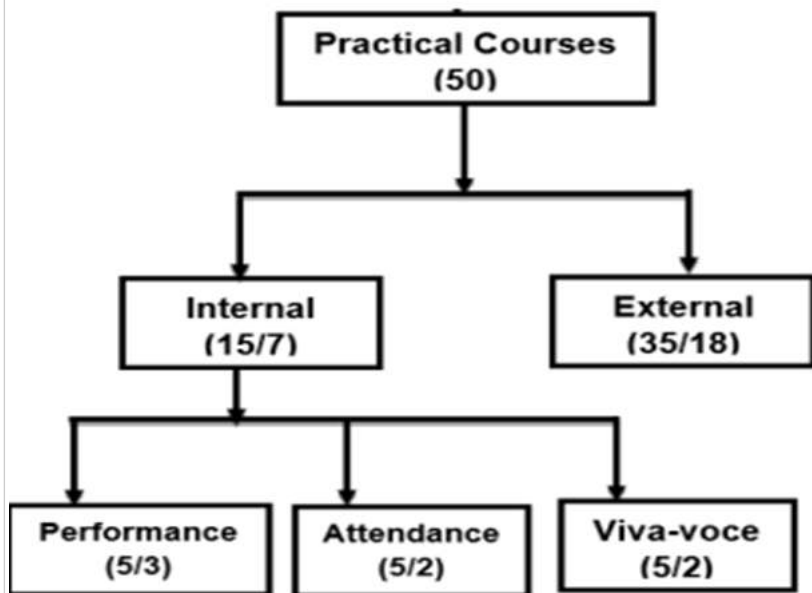 Practical Courses
(50)
Internal
(15/7)
External
(35/18)
Performance
(5/3)
Attendance
(5/2)
Viva-voce
(5/2)